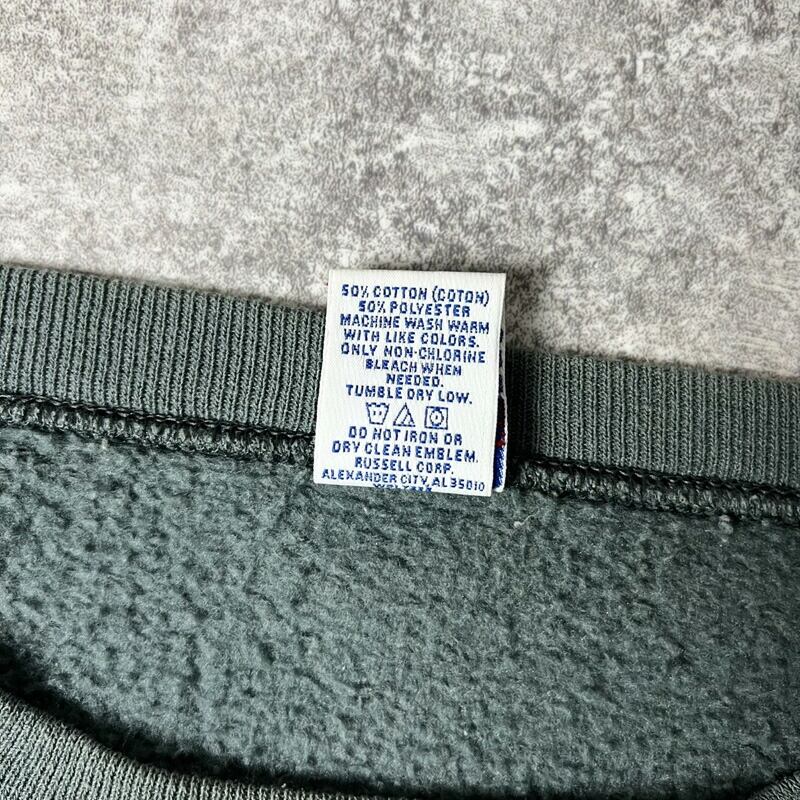 50% COTTON (COTON)
50% POLYESTER
MACHINE WASH WARM
WITH LIKE COLORS.
ONLY NON-CHLORINE
BLEACH WHEN
NEEDED.
TUMBLE DRY LOW.
DO NOT IRON OR
DRY CLEAN EMBLEM.
RUSSELL CORP.
ALEXANDER CITY, AL 35010